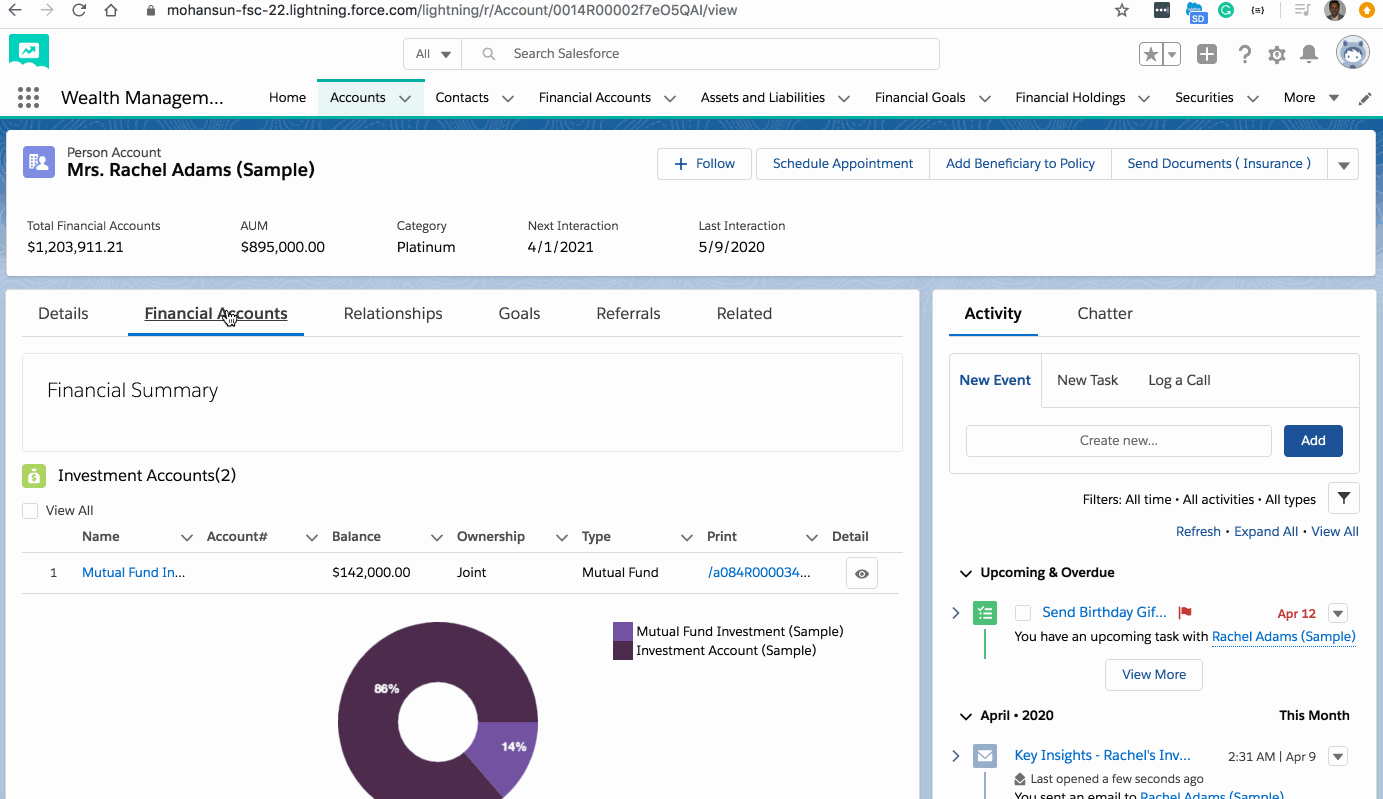 mohansun-fsc-22.lightning.force.com/lightning/r/Account/0014R00002f7eO5QAI/view
SD
All
Search Salesforce
Wealth Managem...
Home
Accounts
Contacts
Financial Accounts
Assets and Liabilities
Financial Goals
Financial Holdings
Securities
More
Person Account
Mrs. Rachel Adams (Sample)
Follow
Schedule Appointment
Add Beneficiary to Policy
Send Documents ( Insurance )
Total Financial Accounts
AUM
Category
Next Interaction
Last Interaction
$1,203,911.21
$895,000.00
Platinum
4/1/2021
5/9/2020
Details
Financial Accounts
Relationships
Goals
Referrals
Related
Financial Summary
Investment Accounts(2)
View All
Name
Account#
Balance
Ownership
Type
Print
Detail
1
Mutual Fund In...
$142,000.00
Joint
Mutual Fund
/a084R000034...
Mutual Fund Investment (Sample)
Investment Account (Sample)
86%
14%
Activity
Chatter
New Event
New Task
Log a Call
Create new...
Add
Filters: All time • All activities • All types
Refresh • Expand All • View All
Upcoming & Overdue
Send Birthday Gif...
Apr 12
You have an upcoming task with Rachel Adams (Sample)
View More
April • 2020
This Month
Key Insights - Rachel's Inv...
2:31 AM | Apr 9
Last opened a few seconds ago
You sent an email to Rachel Adams (Sample)